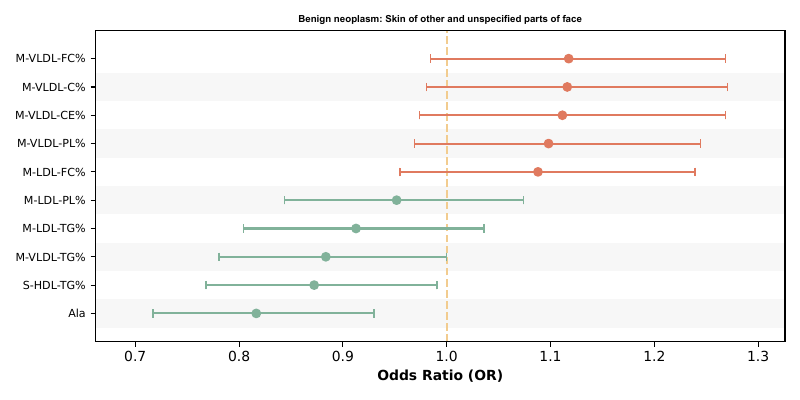 Benign neoplasm: Skin of other and unspecified parts of face
M-VLDL-FC%
M-VLDL-C%
M-VLDL-CE%
M-VLDL-PL%
M-LDL-FC%
M-LDL-PL%
M-LDL-TG%
M-VLDL-TG%
S-HDL-TG%
Ala
0.7 0.8 0.9 1.0 1.1 1.2 1.3
Odds Ratio (OR)